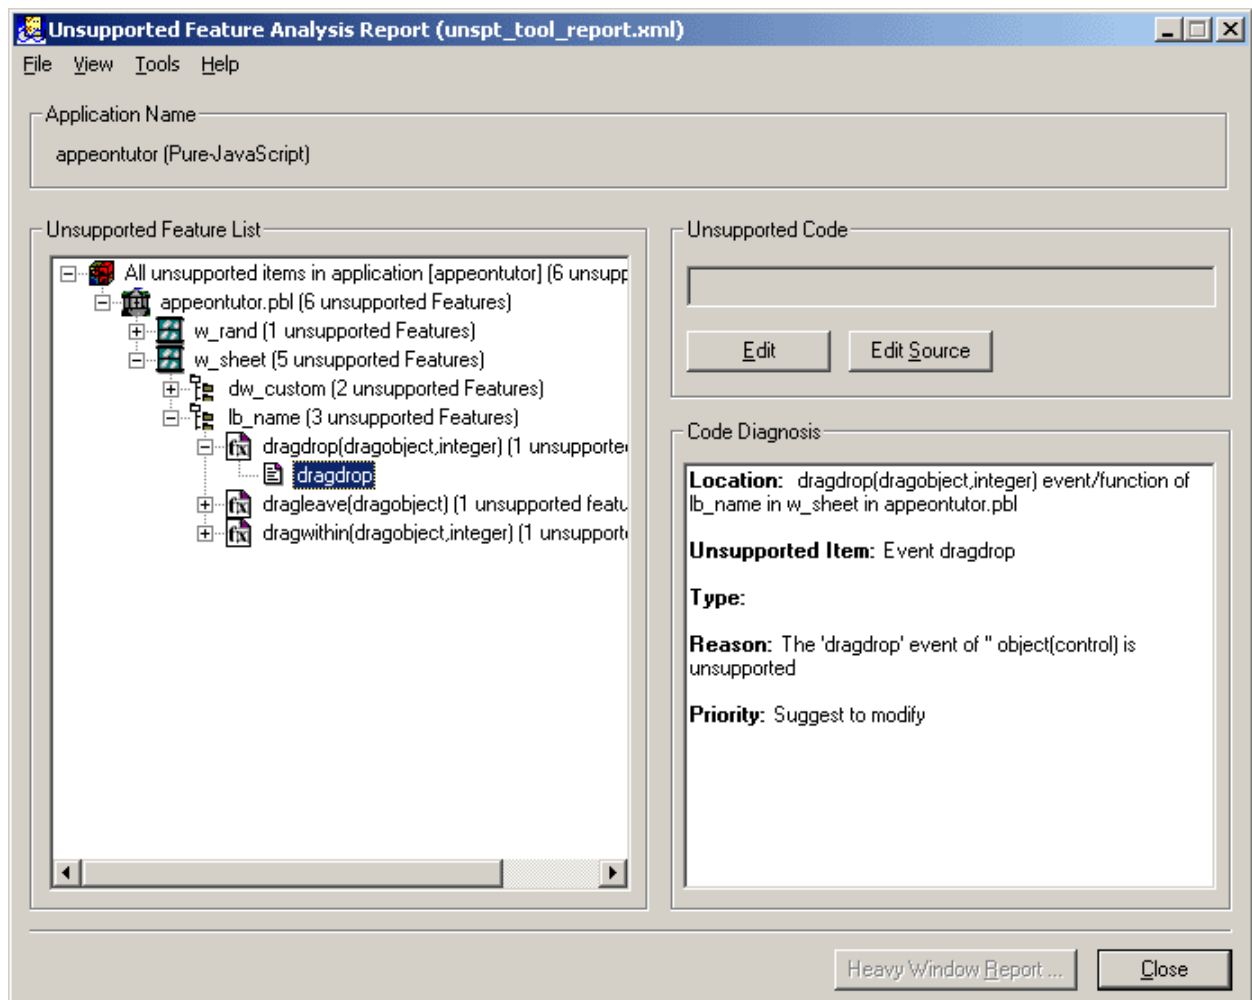 Unsupported Feature Analysis Report (unspt_tool_report.xml)
File View Tools Help
Application Name
appeontutor (Pure-JavaScript)
Unsupported Feature List
All unsupported items in application [appeontutor] (6 unsupp
appeontutor.pbl (6 unsupported Features)
w_rand (1 unsupported Features)
w_sheet (5 unsupported Features)
dw_custom (2 unsupported Features)
lb_name (3 unsupported Features)
dragdrop(dragobject,integer) (1 unsupporte
dragdrop
dragleave(dragobject) (1 unsupported featu
dragwithin(dragobject,integer) (1 unsupporte
Unsupported Code
Edit Edit Source
Code Diagnosis
Location: dragdrop(dragobject,integer) event/function of
lb_name in w_sheet in appeontutor.pbl
Unsupported Item: Event dragdrop
Type:
Reason: The 'dragdrop' event of '' object(control) is
unsupported
Priority: Suggest to modify
Heavy Window Report ... Close